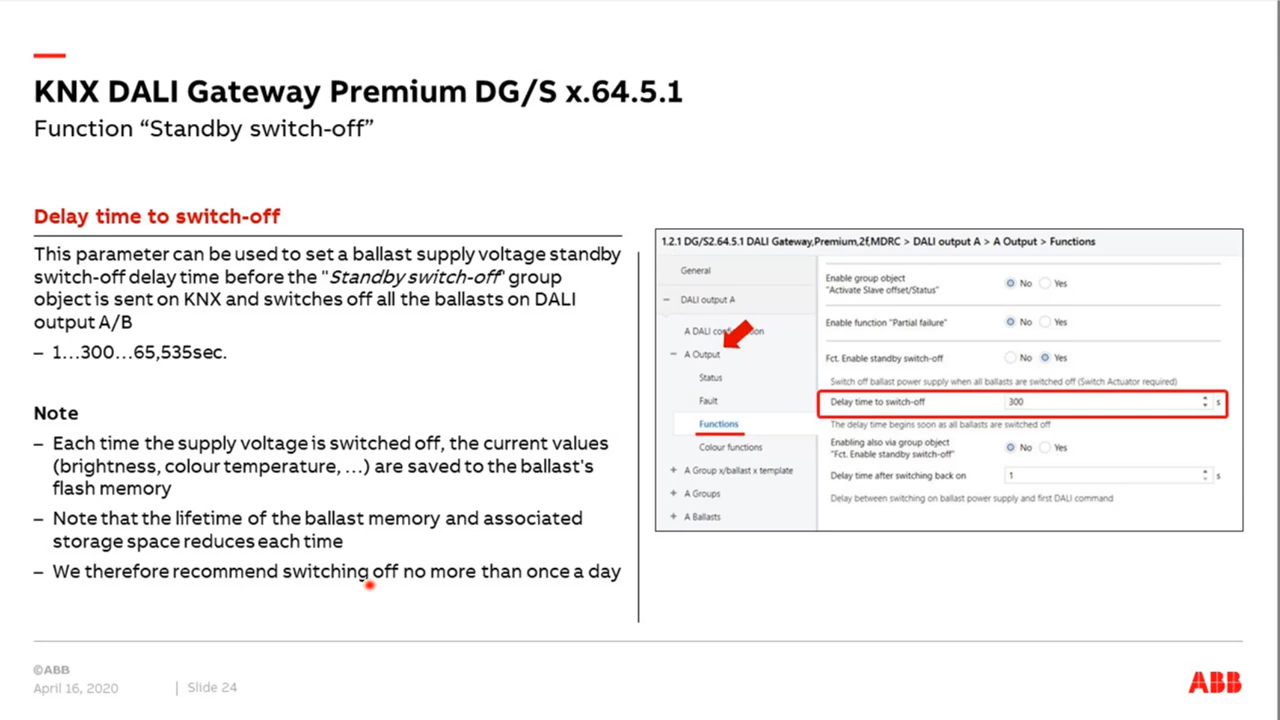 KNX DALI Gateway Premium DG/S x.64.5.1
Function “Standby switch-off”
Delay time to switch-off
This parameter can be used to set a ballast supply voltage standby
switch-off delay time before the "Standby switch-off" group
object is sent on KNX and switches off all the ballasts on DALI
output A/B
– 1…300…65,535sec.
Note
– Each time the supply voltage is switched off, the current values
(brightness, colour temperature, …) are saved to the ballast's
flash memory
– Note that the lifetime of the ballast memory and associated
storage space reduces each time
– We therefore recommend switching off no more than once a day
1.2.1 DG/S2.64.5.1 DALI Gateway,Premium,2f,MDRC > DALI output A > A Output > Functions
General
– DALI output A
A DALI
– A Output
Status
Fault
Functions
Colour functions
+ A Group x/ballast x template
+ A Groups
+ A Ballasts
Enable group object
"Activate Slave offset/Status"
No Yes
Enable function "Partial failure"
No Yes
Fct. Enable standby switch-off
No Yes
Switch off ballast power supply when all ballasts are switched off (Switch Actuator required)
Delay time to switch-off
300 s
The delay time begins soon as all ballasts are switched off
Enabling also via group object
"Fct. Enable standby switch-off"
No Yes
Delay time after switching back on
1 s
Delay between switching on ballast power supply and first DALI command
©ABB
April 16, 2020 | Slide 24
ABB